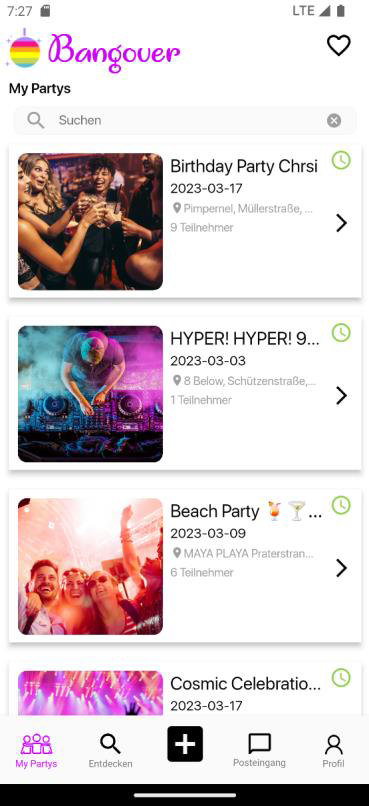 7:27 LTE
Bangover
My Partys
Suchen
Birthday Party Chrsi
2023-03-17
Pimpernel, Müllerstraße, ...
9 Teilnehmer
HYPER! HYPER! 9...
2023-03-03
8 Below, Schützenstraße,...
1 Teilnehmer
Beach Party 🍹🍸...
2023-03-09
MAYA PLAYA Praterstran...
6 Teilnehmer
Cosmic Celebratio...
2023-03-17
My Partys Entdecken Posteingang Profil